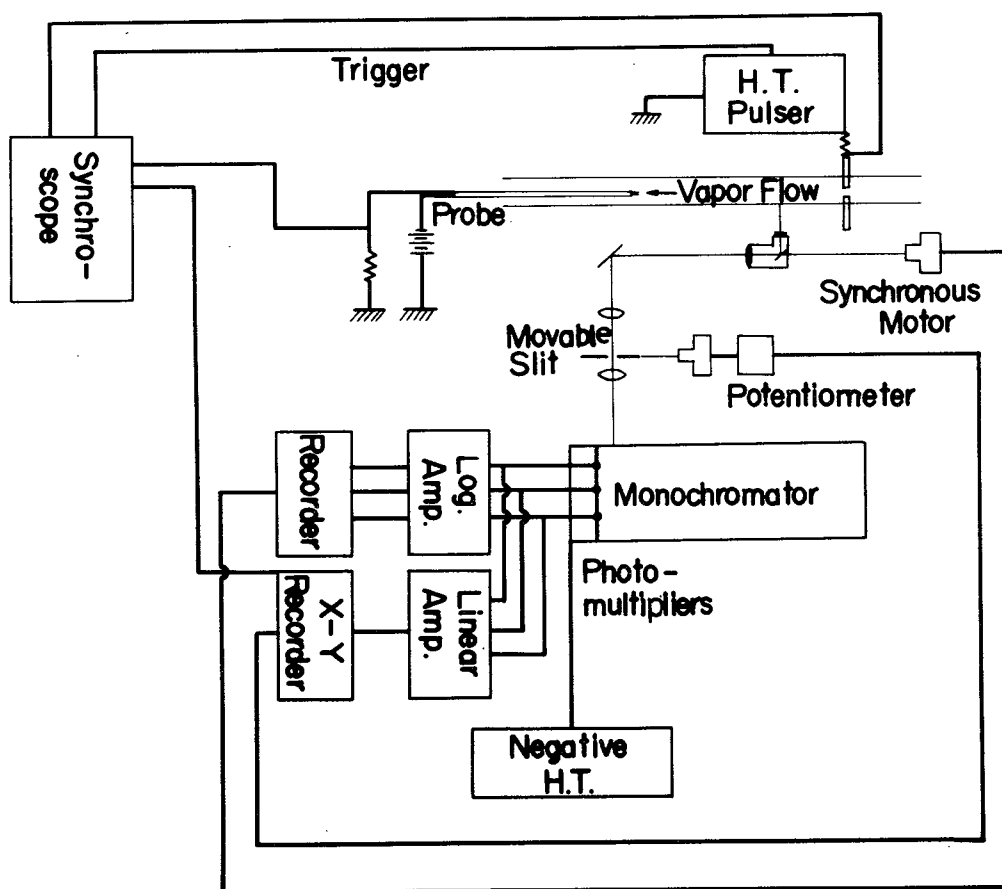 Trigger
H. T.
Pulser
Synchro-
scope
Vapor Flow
Probe
Synchronous
Motor
Movable
Slit
Potentiometer
Recorder
Log.
Amp.
Monochromator
Photo-
multipliers
X-Y
Recorder
Linear
Amp.
Negative
H.T.